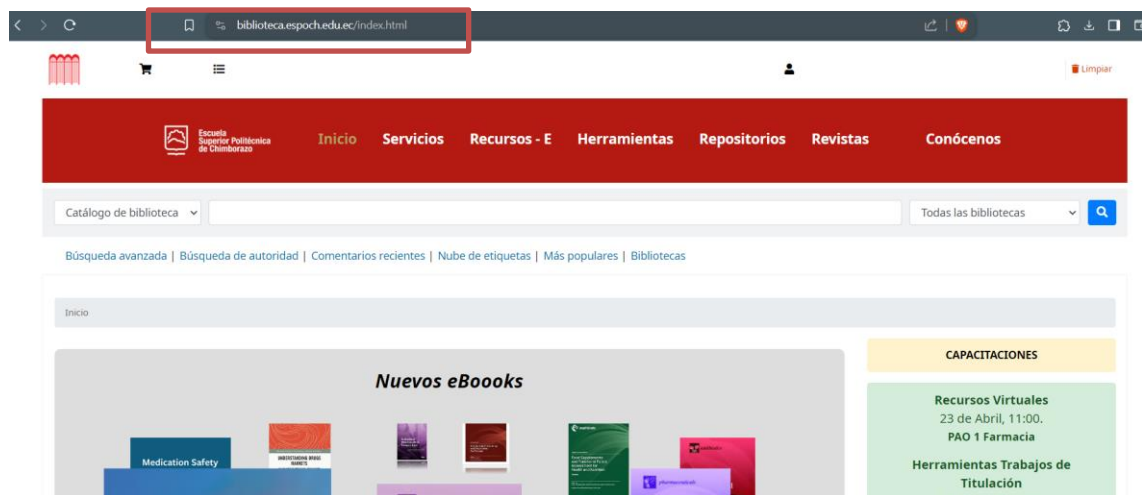 biblioteca.espoch.edu.ec/index.html
Limpiar
Escuela
Superior Politécnica
de Chimborazo
Inicio Servicios Recursos - E Herramientas Repositorios Revistas Conócenos
Catálogo de biblioteca Todas las bibliotecas
Búsqueda avanzada | Búsqueda de autoridad | Comentarios recientes | Nube de etiquetas | Más populares | Bibliotecas
Inicio
Nuevos eBoooks
Medication Safety
CAPACITACIONES
Recursos Virtuales
23 de Abril, 11:00.
PAO 1 Farmacia
Herramientas Trabajos de
Titulación